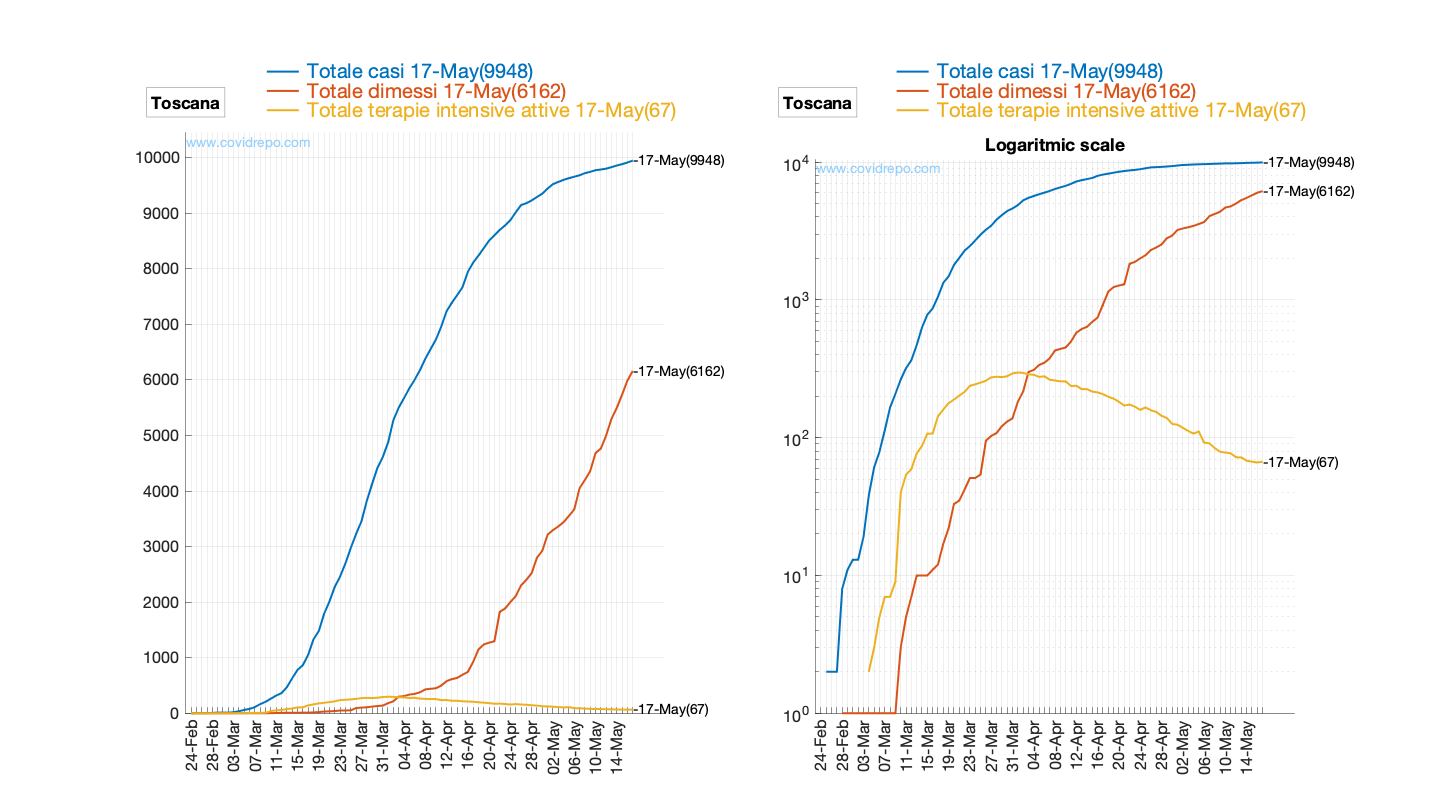 Totale casi 17-May(9948)
Totale dimessi 17-May(6162)
Totale terapie intensive attive 17-May(67)
Toscana
www.covidrepo.com
10000
9000
8000
7000
6000
5000
4000
3000
2000
1000
0
-17-May(9948)
-17-May(6162)
-17-May(67)
24-Feb
28-Feb
03-Mar
07-Mar
11-Mar
15-Mar
19-Mar
23-Mar
27-Mar
31-Mar
04-Apr
08-Apr
12-Apr
16-Apr
20-Apr
24-Apr
28-Apr
02-May
06-May
10-May
14-May
Totale casi 17-May(9948)
Totale dimessi 17-May(6162)
Totale terapie intensive attive 17-May(67)
Toscana
Logaritmic scale
www.covidrepo.com
10⁴
10³
10²
10¹
10⁰
-17-May(9948)
-17-May(6162)
-17-May(67)
24-Feb
28-Feb
03-Mar
07-Mar
11-Mar
15-Mar
19-Mar
23-Mar
27-Mar
31-Mar
04-Apr
08-Apr
12-Apr
16-Apr
20-Apr
24-Apr
28-Apr
02-May
06-May
10-May
14-May